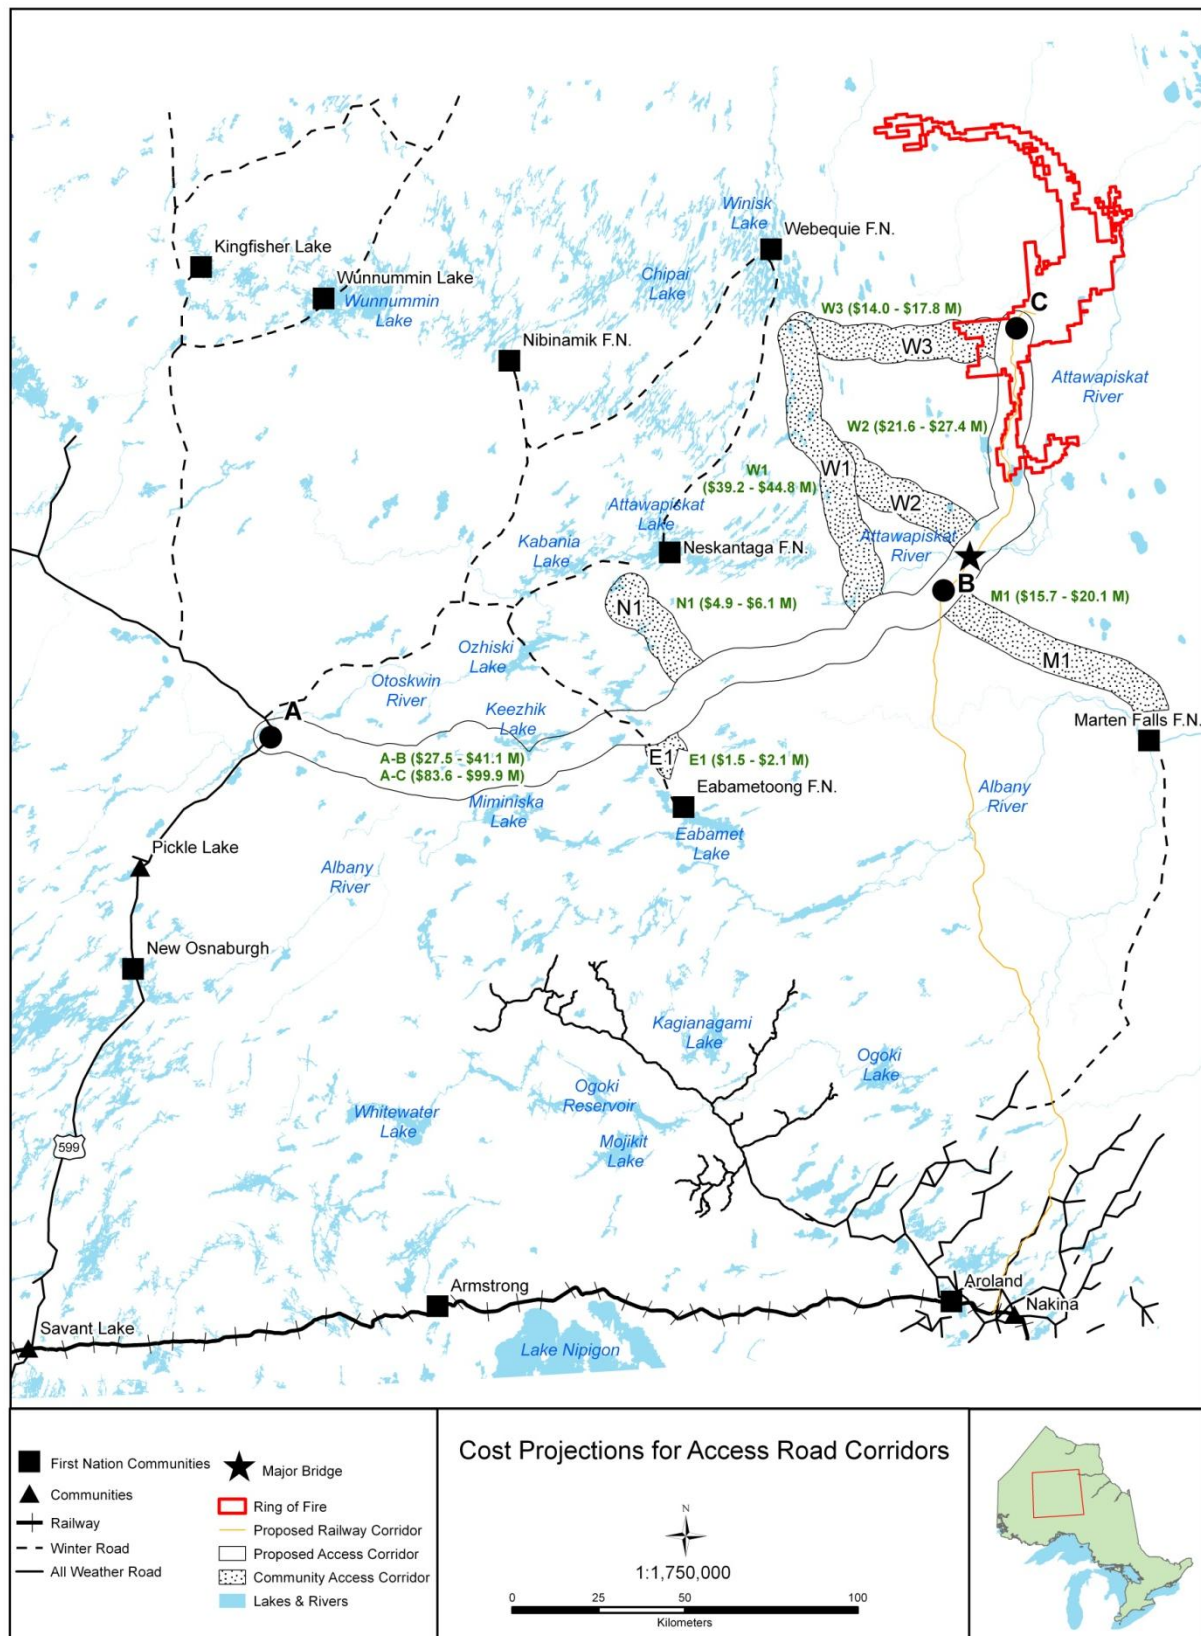 Winisk
Lake
Webequie F.N.
Kingfisher Lake
Wunnummin Lake
Wunnummin
Lake
Chipai
Lake
W3 ($14.0 - $17.8 M)
C
Nibinamik F.N.
W3
Attawapiskat
River
W2 ($21.6 - $27.4 M)
W1
($39.2 - $44.8 M)
W1
W2
Attawapiskat
Lake
Kabania
Lake
Neskantaga F.N.
Attawapiskat
River
B
N1
N1 ($4.9 - $6.1 M)
M1 ($15.7 - $20.1 M)
M1
Ozhiski
Lake
Otoskwin
River
A
Keezhik
Lake
Marten Falls F.N.
A-B ($27.5 - $41.1 M)
A-C ($83.6 - $99.9 M)
E1
E1 ($1.5 - $2.1 M)
Miminiska
Lake
Eabametoong F.N.
Albany
River
Eabamet
Lake
Pickle Lake
Albany
River
New Osnaburgh
Kagianagami
Lake
Ogoki
Lake
Ogoki
Reservoir
Whitewater
Lake
Mojikit
Lake
599
Armstrong
Aroland
Nakina
Savant Lake
Lake Nipigon
First Nation Communities
Communities
Railway
Winter Road
All Weather Road
Major Bridge
Ring of Fire
Proposed Railway Corridor
Proposed Access Corridor
Community Access Corridor
Lakes & Rivers
Cost Projections for Access Road Corridors
N
1:1,750,000
0 25 50 100
Kilometers